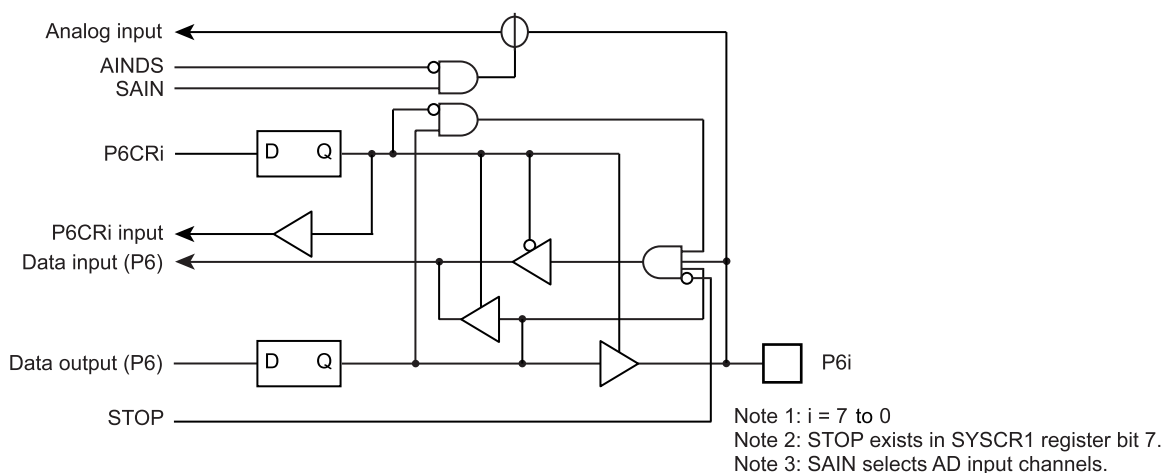 Analog input
AINDS
SAIN
P6CRi
D Q
P6CRi input
Data input (P6)
Data output (P6)
D Q
P6i
STOP
Note 1: i = 7 to 0
Note 2: STOP exists in SYSCR1 register bit 7.
Note 3: SAIN selects AD input channels.